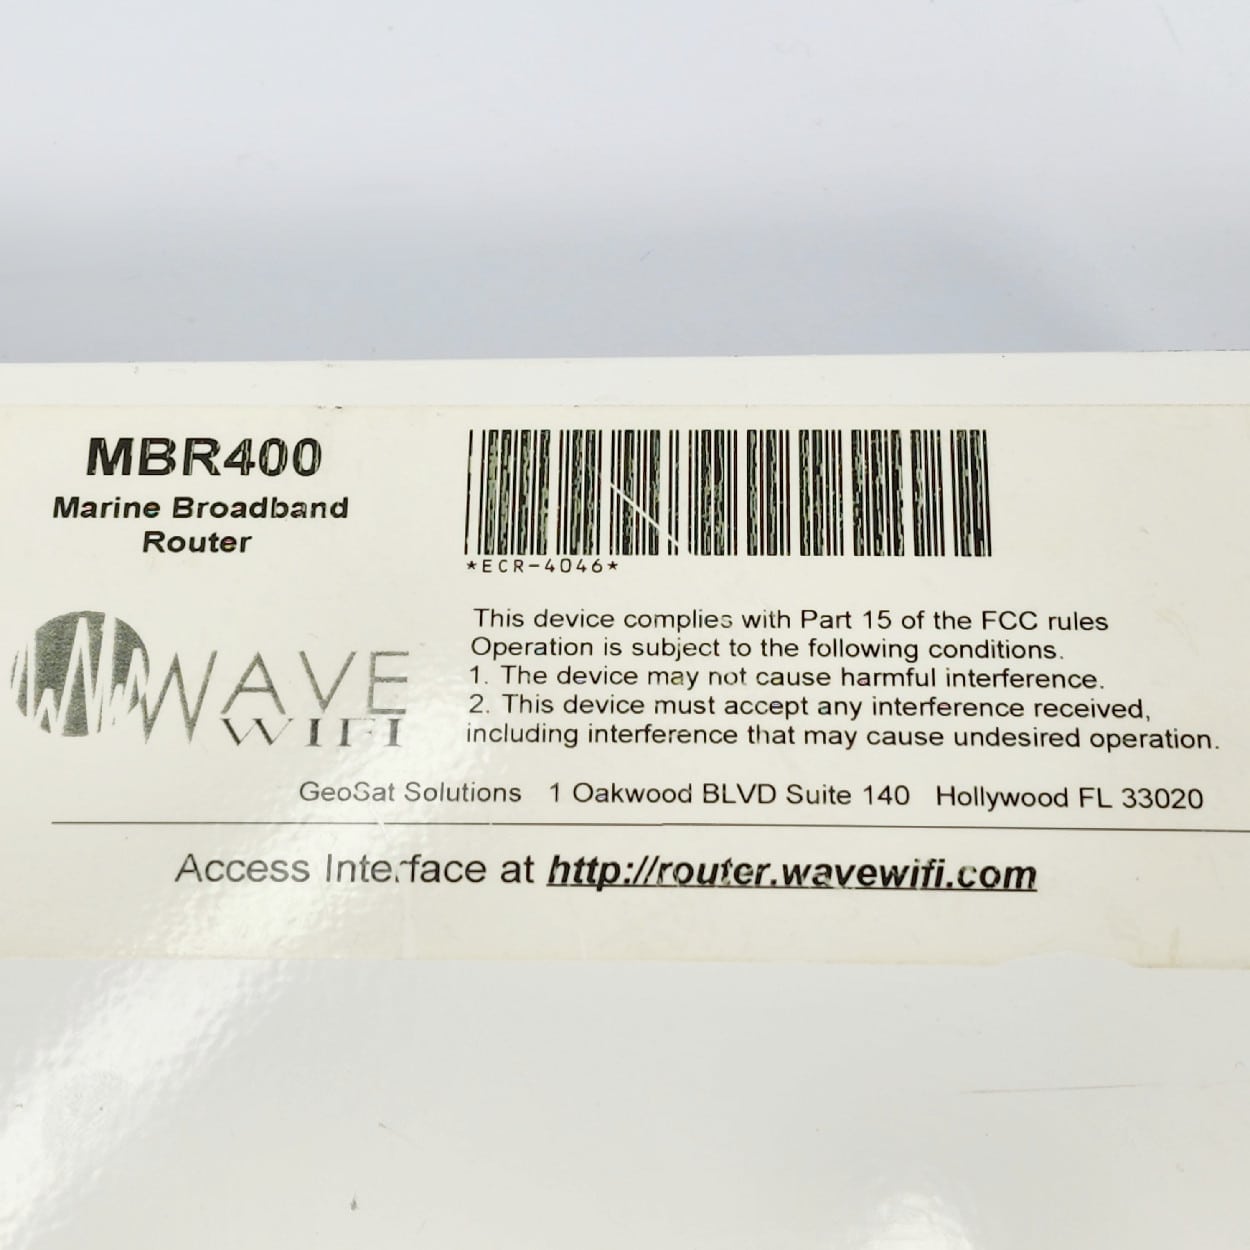 MBR400
Marine Broadband
Router
*ECR-4046*
WAVE
WIFI
This device complies with Part 15 of the FCC rules
Operation is subject to the following conditions.
1. The device may not cause harmful interference.
2. This device must accept any interference received,
including interference that may cause undesired operation.
GeoSat Solutions 1 Oakwood BLVD Suite 140 Hollywood FL 33020
Access Interface at http://router.wavewifi.com